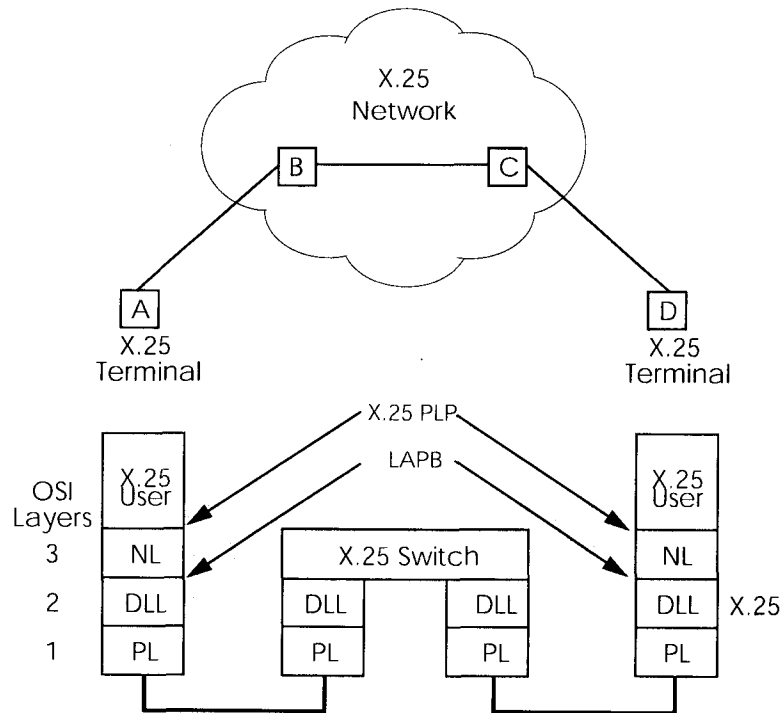 X.25
Network
B
C
A
D
X.25
Terminal
X.25
Terminal
X.25 PLP
LAPB
X.25
User
X.25
User
OSI
Layers
3
NL
X.25 Switch
NL
2
DLL
DLL
DLL
DLL
X.25
1
PL
PL
PL
PL